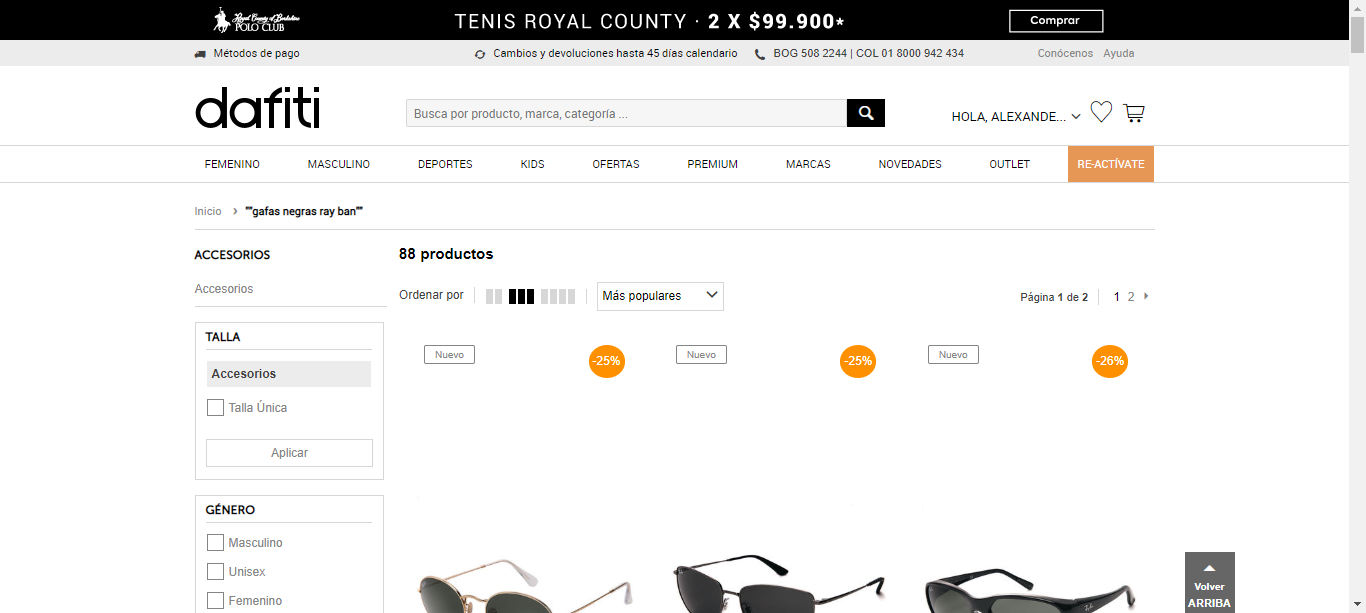 Royal County of Berkshire
POLO CLUB
TENIS ROYAL COUNTY · 2 X $99.900*
Comprar
Métodos de pago
Cambios y devoluciones hasta 45 días calendario
BOG 508 2244 | COL 01 8000 942 434
Conócenos Ayuda
dafiti
Busca por producto, marca, categoría ...
HOLA, ALEXANDE...
FEMENINO MASCULINO DEPORTES KIDS OFERTAS PREMIUM MARCAS NOVEDADES OUTLET RE-ACTÍVATE
Inicio > ""gafas negras ray ban""
ACCESORIOS
Accesorios
88 productos
Ordenar por
Más populares
Página 1 de 2
1 2
TALLA
Accesorios
Talla Única
Aplicar
GÉNERO
Masculino
Unisex
Femenino
Nuevo -25%
Nuevo -25%
Nuevo -26%
Volver
ARRIBA